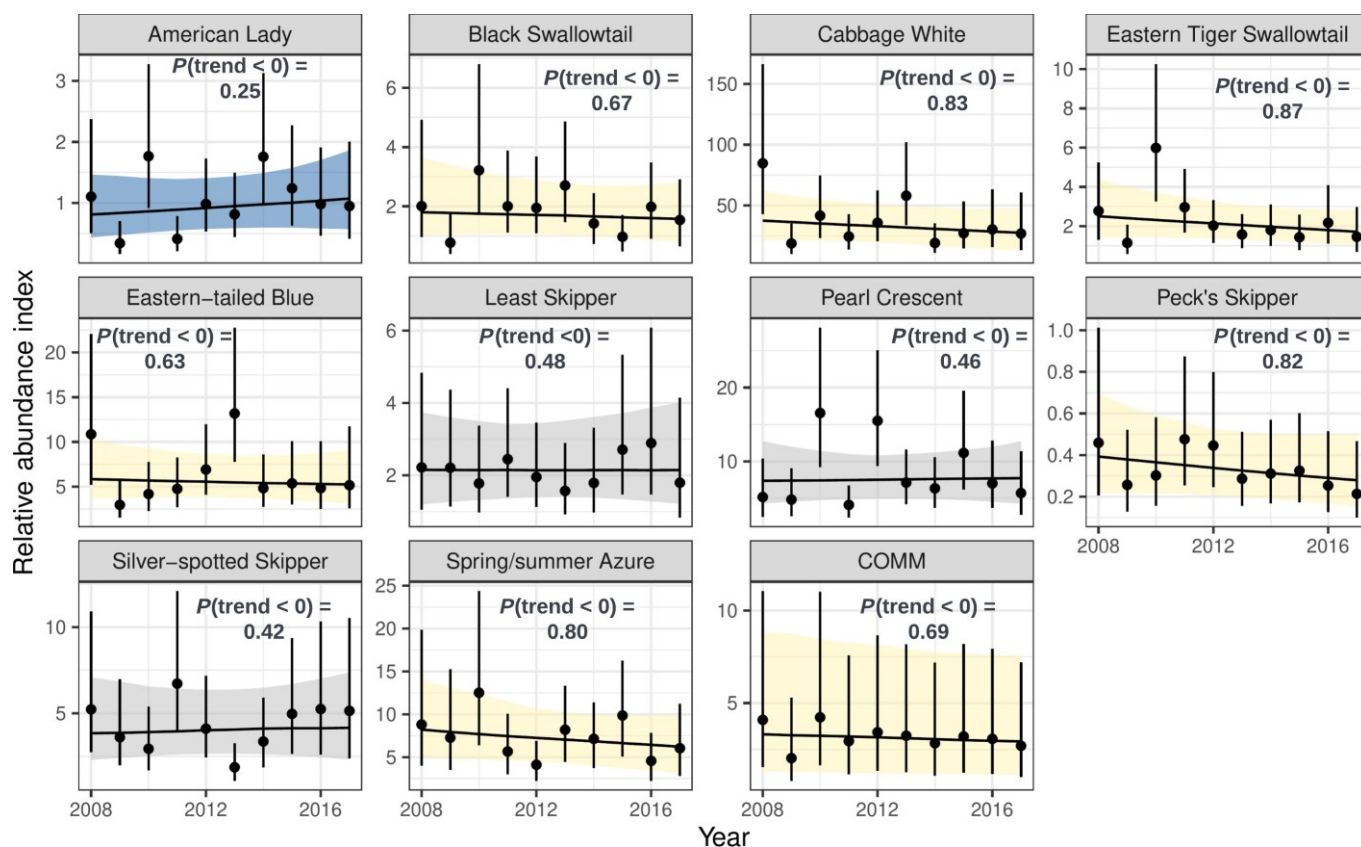 American Lady
Black Swallowtail
Cabbage White
Eastern Tiger Swallowtail
P(trend < 0) =
0.25
P(trend < 0) =
0.67
P(trend < 0) =
0.83
P(trend < 0) =
0.87
3
2
1
6
4
2
150
100
50
10
8
6
4
2
Eastern–tailed Blue
Least Skipper
Pearl Crescent
Peck's Skipper
P(trend < 0) =
0.63
P(trend <0) =
0.48
P(trend < 0) =
0.46
P(trend < 0) =
0.82
20
15
10
5
6
4
2
20
10
1.0
0.8
0.6
0.4
0.2
2008
2012
2016
Silver–spotted Skipper
Spring/summer Azure
COMM
P(trend < 0) =
0.42
P(trend < 0) =
0.80
P(trend < 0) =
0.69
10
5
25
20
15
10
5
10
5
2008
2012
2016
2008
2012
2016
2008
2012
2016
Relative abundance index
Year